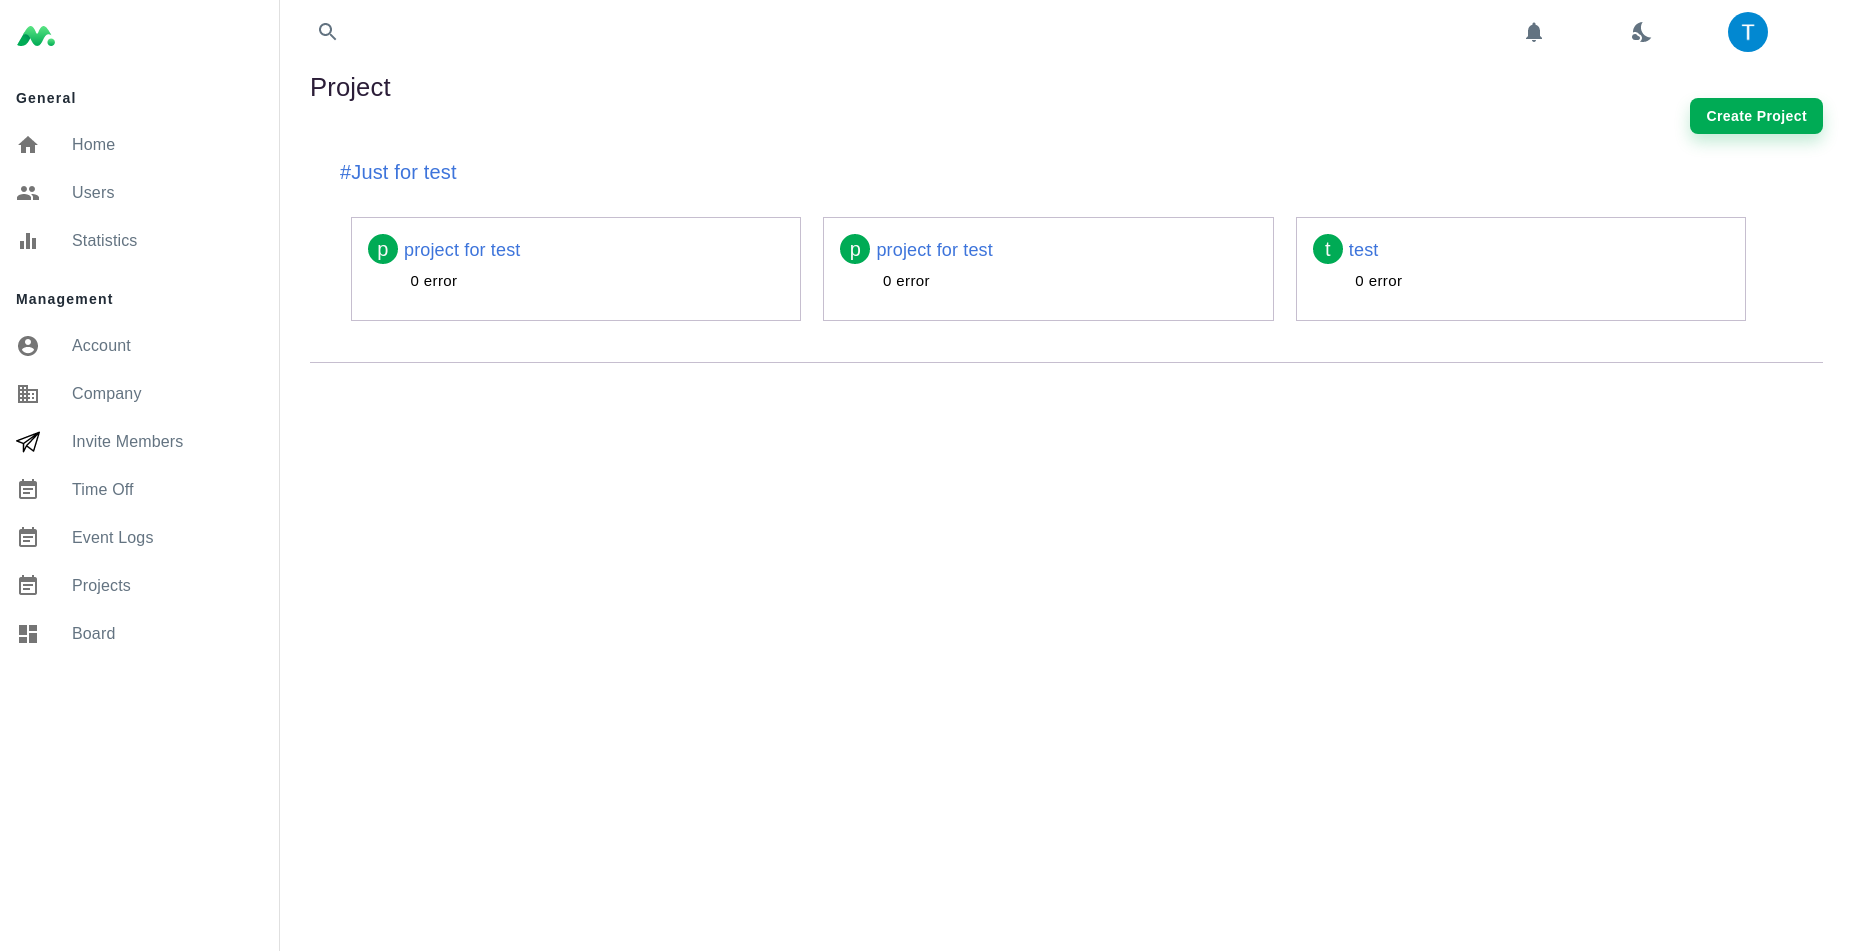 General
Home
Users
Statistics
Management
Account
Company
Invite Members
Time Off
Event Logs
Projects
Board
T
Project
Create Project
#Just for test
p project for test
0 error
p project for test
0 error
t test
0 error